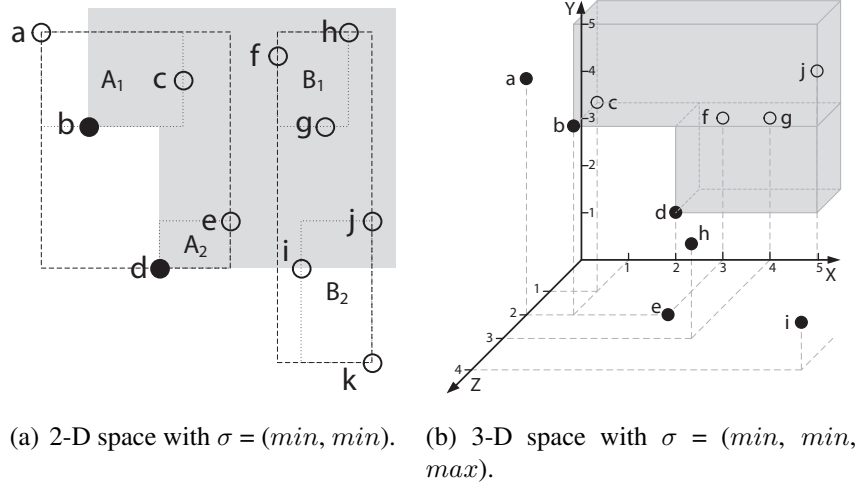 a
h
f
A₁
c
B₁
b
g
e
j
A₂
i
d
B₂
k
Y
5
a
4
j
c
b
3
f
g
2
d
1
h
1
2
3
4
5
X
1
2
e
i
3
4
Z
(a) 2-D space with σ = (min, min).
(b) 3-D space with σ = (min, min,
max).